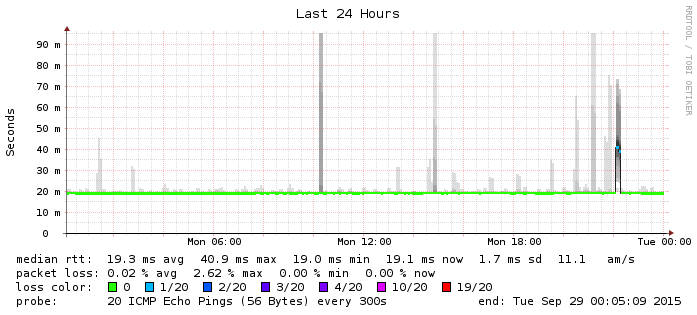 Last 24 Hours
RRDTOOL / TOBI OETIKER
Seconds
90 m
80 m
70 m
60 m
50 m
40 m
30 m
20 m
10 m
0
Mon 06:00 Mon 12:00 Mon 18:00 Tue 00:00
median rtt: 19.3 ms avg 40.9 ms max 19.0 ms min 19.1 ms now 1.7 ms sd 11.1 am/s
packet loss: 0.02 % avg 2.62 % max 0.00 % min 0.00 % now
loss color: 0 1/20 2/20 3/20 4/20 10/20 19/20
probe: 20 ICMP Echo Pings (56 Bytes) every 300s end: Tue Sep 29 00:05:09 2015